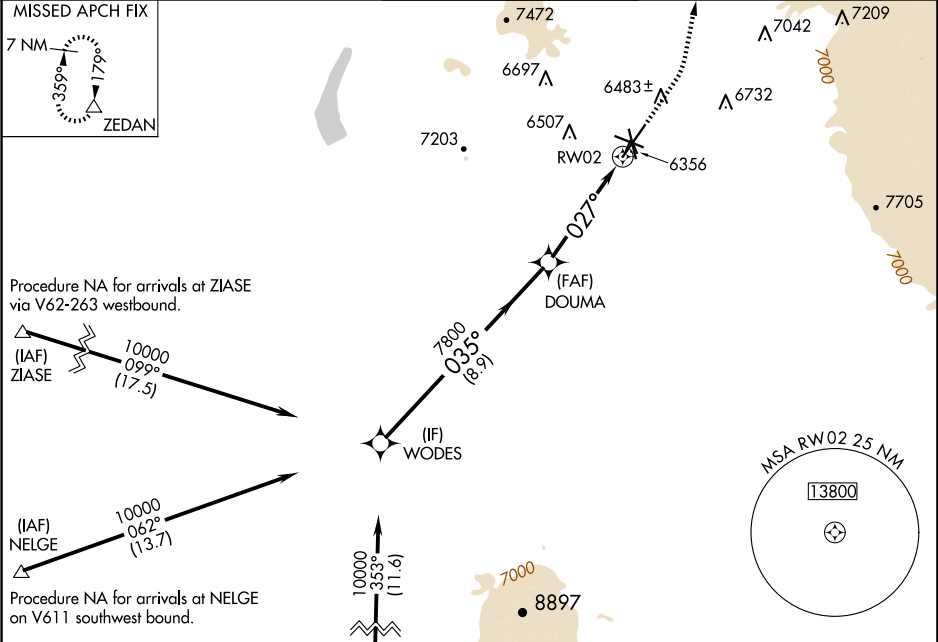 MISSED APCH FIX
7 NM
359°
179°
ZEDAN
7472
7042
7209
6697
7000
6483±
6732
6507
7203
RW02
6356
7705
027°
7000
(FAF)
DOUMA
Procedure NA for arrivals at ZIASE
via V62-263 westbound.
(IAF)
ZIASE
10000
099°
(17.5)
7800
035°
(8.9)
(IF)
WODES
MSA RW02 25 NM
13800
(IAF)
NELGE
10000
062°
(13.7)
10000
353°
(11.6)
7000
8897
Procedure NA for arrivals at NELGE
on V611 southwest bound.